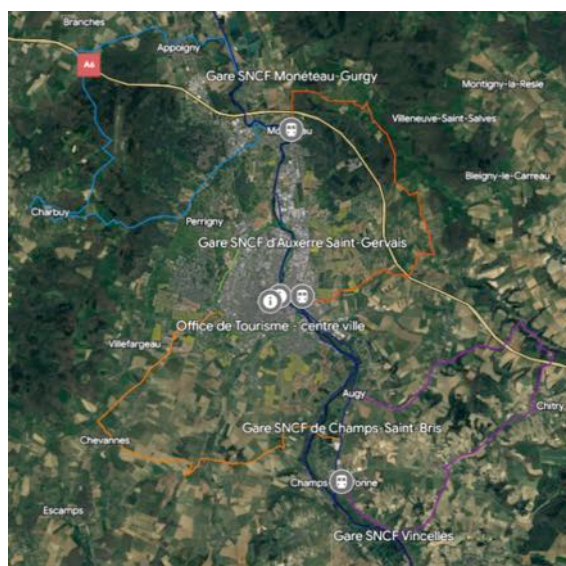 Branches
Appoigny
A6
Gare SNCF Monéteau-Gurgy
Montigny-la-Resle
Villeneuve-Saint-Salves
Bleigny-le-Carreau
Charbuy
Perrigny
Gare SNCF d'Auxerre Saint-Gervais
Office de Tourisme - centre ville
Villefargeau
Augy
Chitry
Gare SNCF de Champs-Saint-Bris
Chevannes
Champs
onne
Escamps
Gare SNCF Vincelles